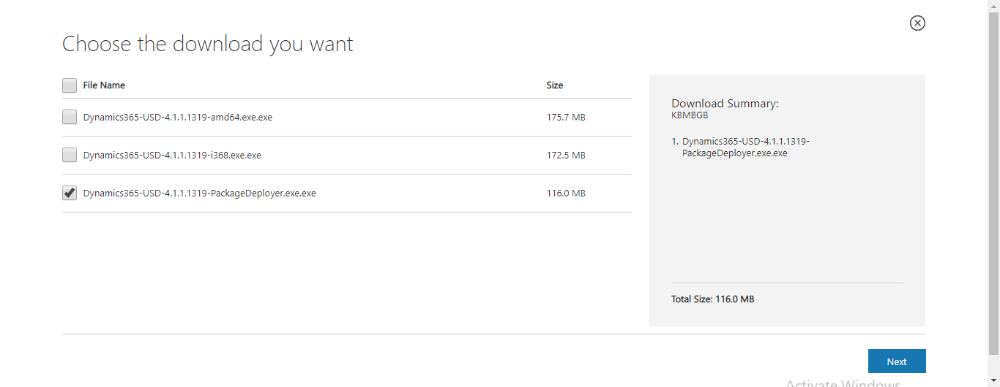 Choose the download you want
File Name Size
Dynamics365-USD-4.1.1.1319-amd64.exe.exe 175.7 MB
Dynamics365-USD-4.1.1.1319-i368.exe.exe 172.5 MB
Dynamics365-USD-4.1.1.1319-PackageDeployer.exe.exe 116.0 MB
Download Summary:
KBMBGB
1. Dynamics365-USD-4.1.1.1319-
PackageDeployer.exe.exe
Total Size: 116.0 MB
Next
Activate Windows